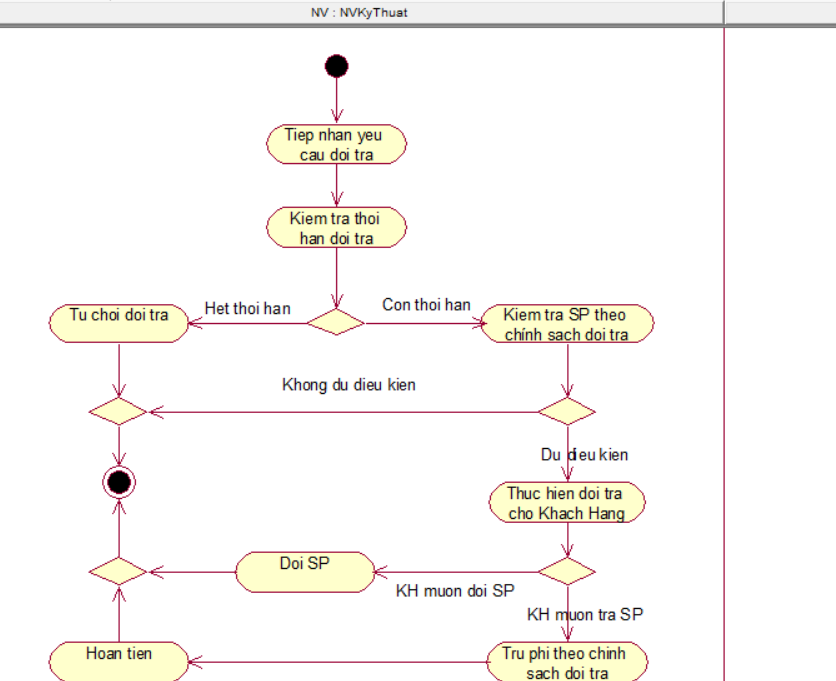 NV : NVKyThuat
Tiep nhan yeu
cau doi tra
Kiem tra thoi
han doi tra
Het thoi han
Con thoi han
Tu choi doi tra
Kiem tra SP theo
chính sach doi tra
Khong du dieu kien
Du dieu kien
Thuc hien doi tra
cho Khach Hang
Doi SP
KH muon doi SP
KH muon tra SP
Hoan tien
Tru phi theo chinh
sach doi tra